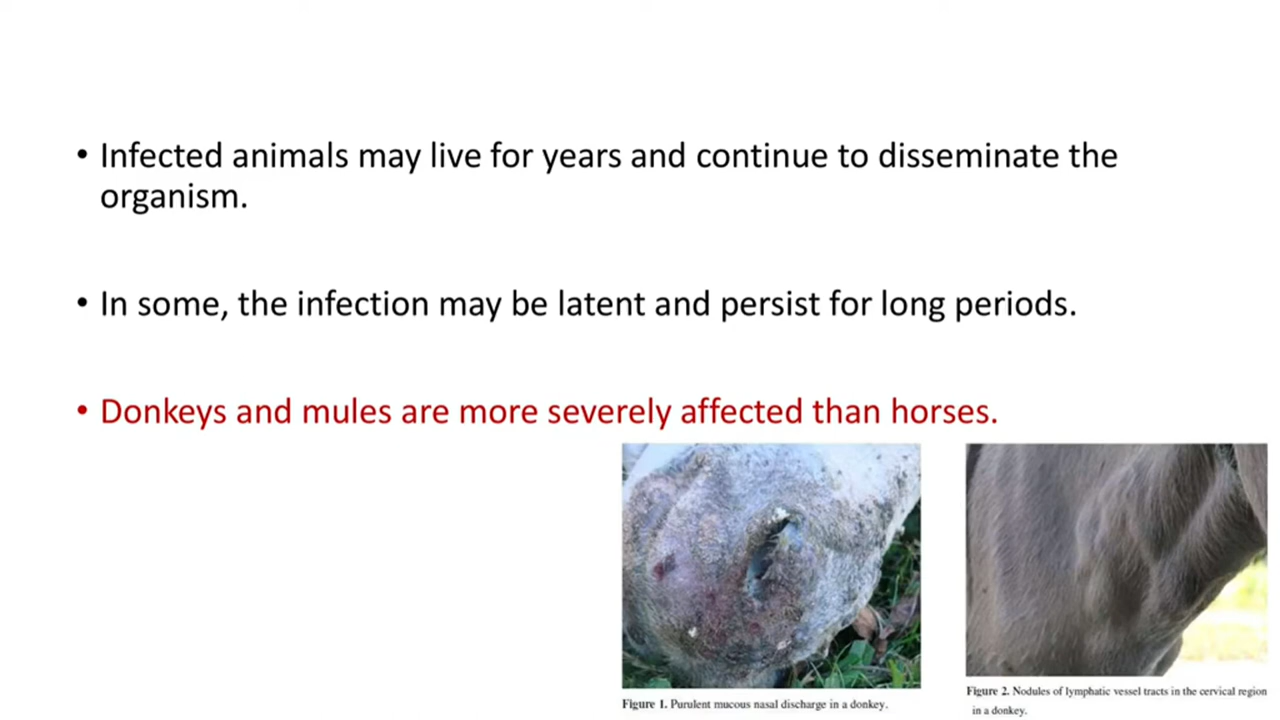 • Infected animals may live for years and continue to disseminate the
organism.
• In some, the infection may be latent and persist for long periods.
• Donkeys and mules are more severely affected than horses.
Figure 1. Purulent mucous nasal discharge in a donkey.
Figure 2. Nodules of lymphatic vessel tracts in the cervical region
in a donkey.